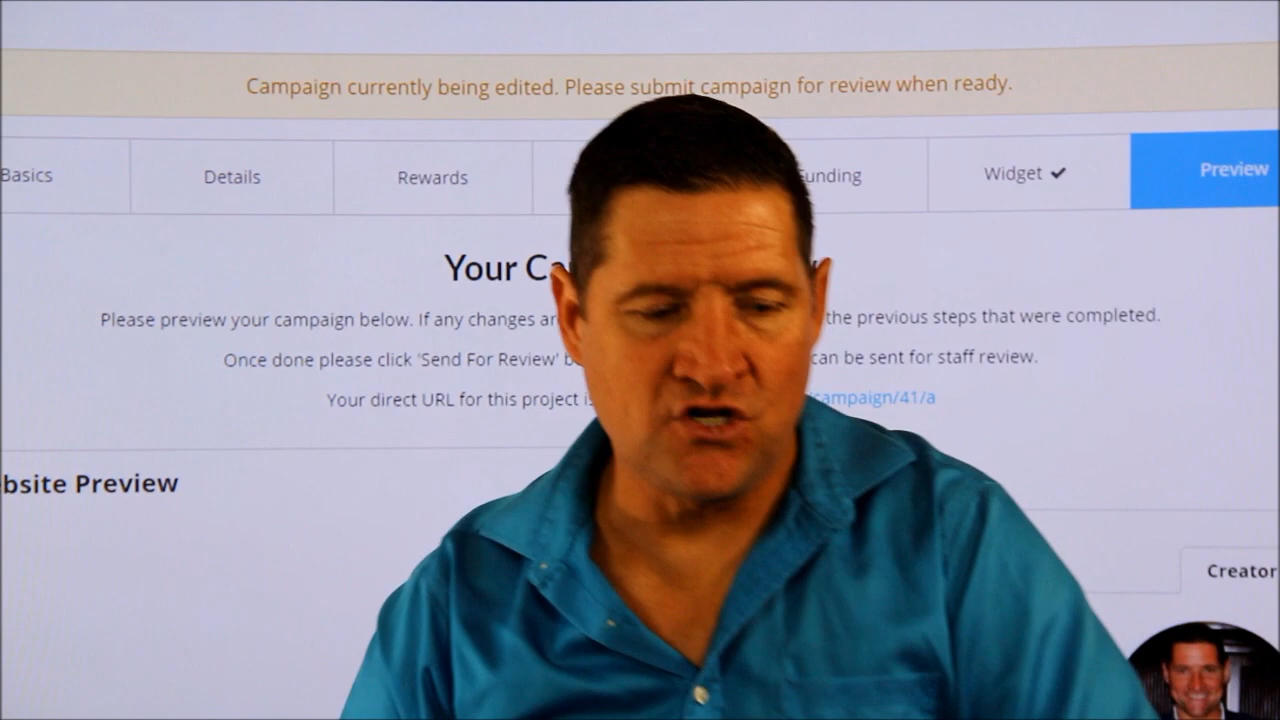 Campaign currently being edited. Please submit campaign for review when ready.
Basics Details Rewards Funding Widget ✔ Preview
Your
Please preview your campaign below. If any changes the previous steps that were completed.
Once done please click 'Send For Review' can be sent for staff review.
Your direct URL for this project campaign/41/a
bsite Preview
Creator